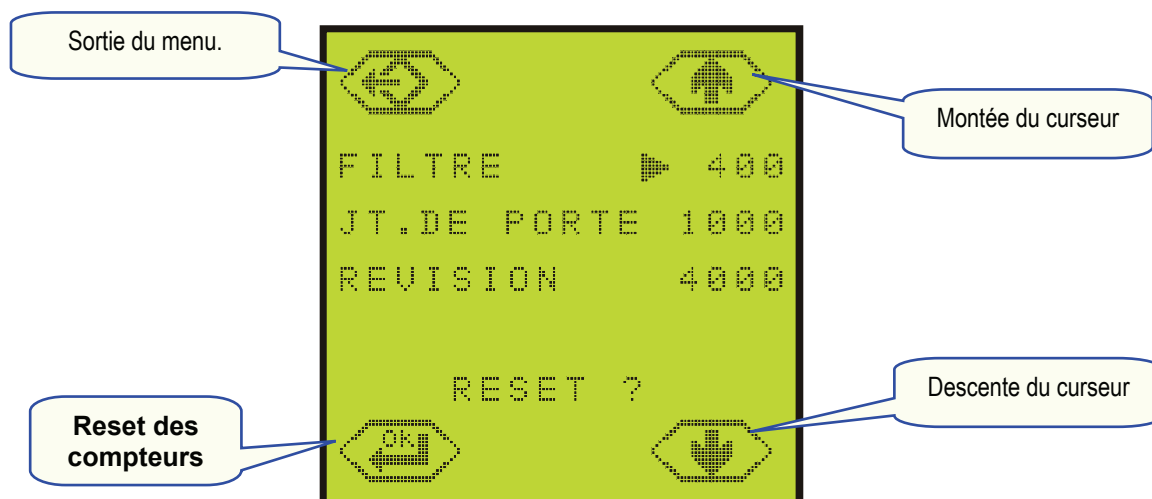 Sortie du menu.
Montée du curseur
FILTRE 400
JT.DE PORTE 1000
REVISION 4000
RESET ?
Descente du curseur
Reset des
compteurs
OK